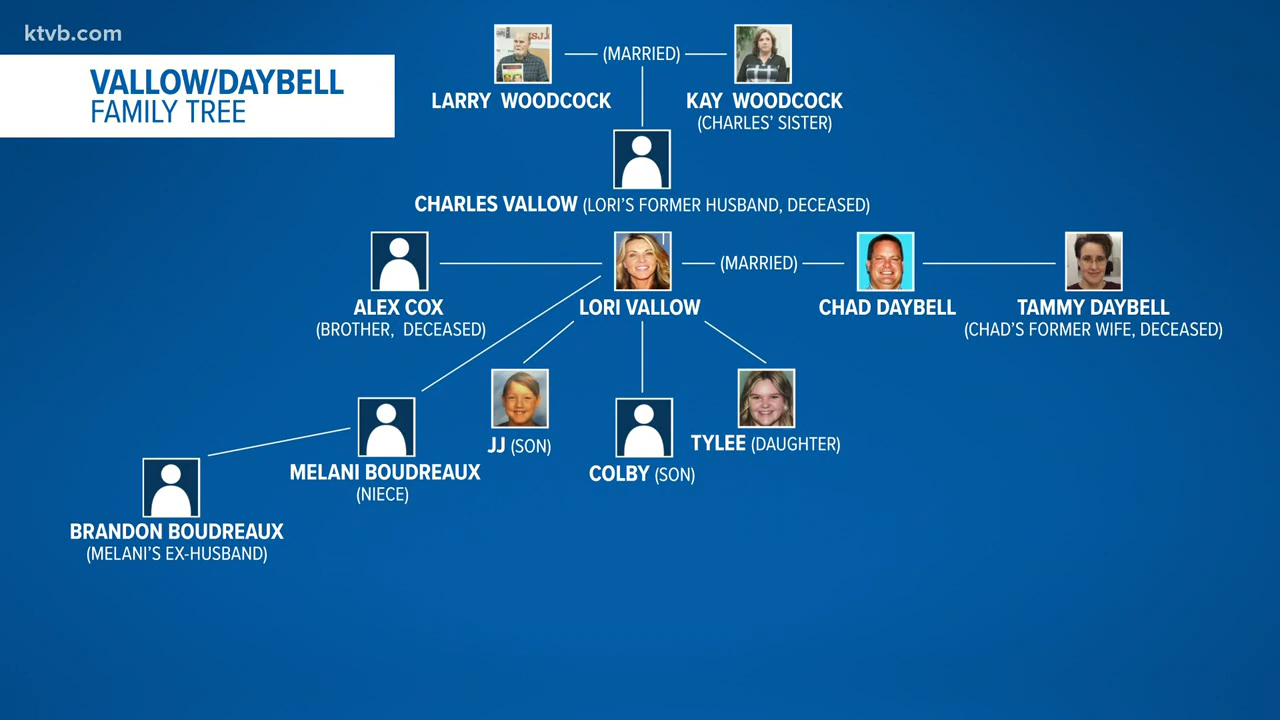 ktvb.com
VALLOW/DAYBELL
FAMILY TREE
(MARRIED)
LARRY WOODCOCK
KAY WOODCOCK
(CHARLES' SISTER)
CHARLES VALLOW (LORI'S FORMER HUSBAND, DECEASED)
(MARRIED)
ALEX COX
(BROTHER, DECEASED)
LORI VALLOW
CHAD DAYBELL
TAMMY DAYBELL
(CHAD'S FORMER WIFE, DECEASED)
JJ (SON)
COLBY (SON)
TYLEE (DAUGHTER)
MELANI BOUDREAUX
(NIECE)
BRANDON BOUDREAUX
(MELANI'S EX-HUSBAND)